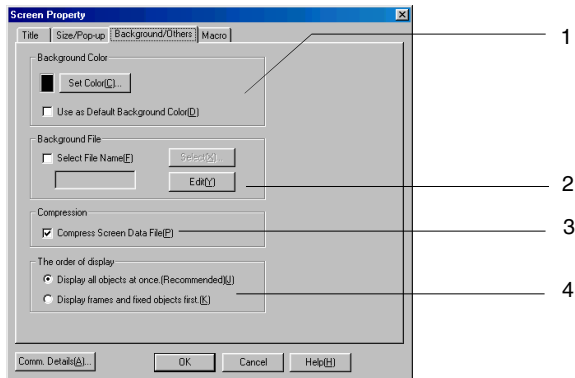 Screen Property
Title Size/Pop-up Background/Others Macro
Background Color
Set Color(C)...
Use as Default Background Color(D)
Background File
Select File Name(F)
Edit(Y)
Compression
Compress Screen Data File(P)
The order of display
Display all objects at once.(Recommended)(J)
Display frames and fixed objects first.(K)
Comm. Details(A)... OK Cancel Help(H)
1
2
3
4